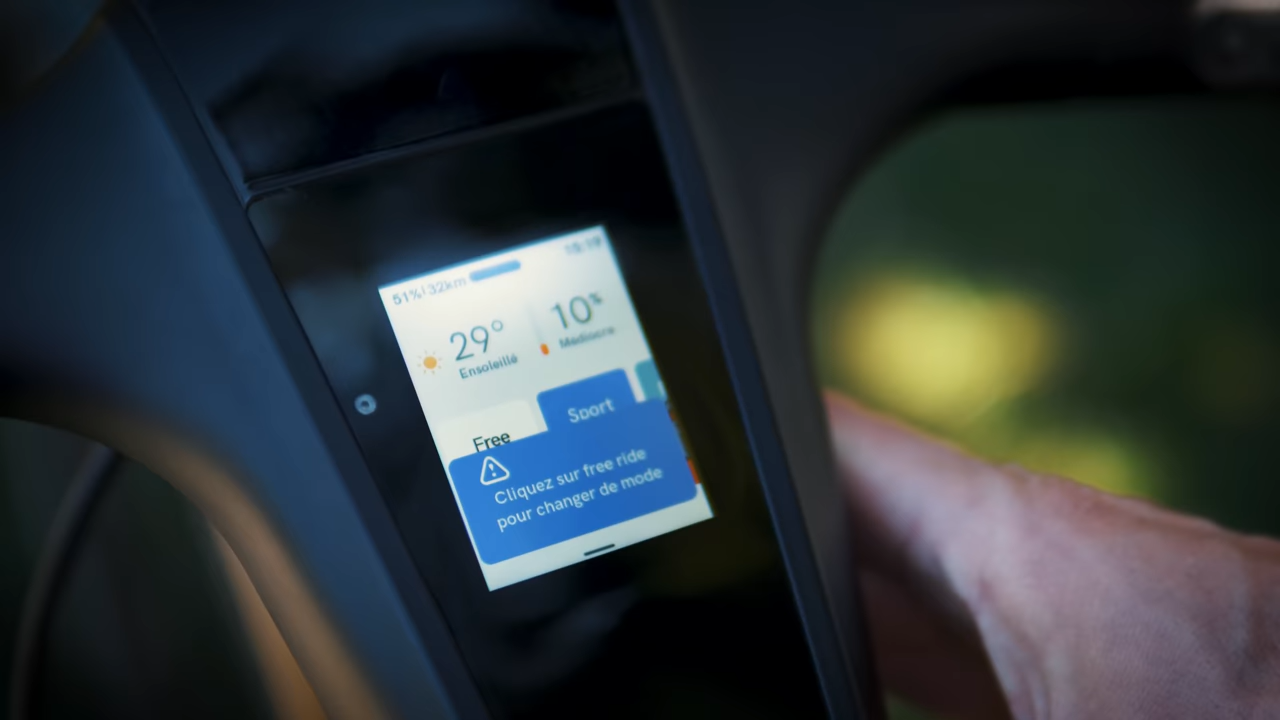 51% | 32km
29°
Ensoleillé
10%
Médiocre
Free
Sport
Cliquez sur free ride
pour changer de mode